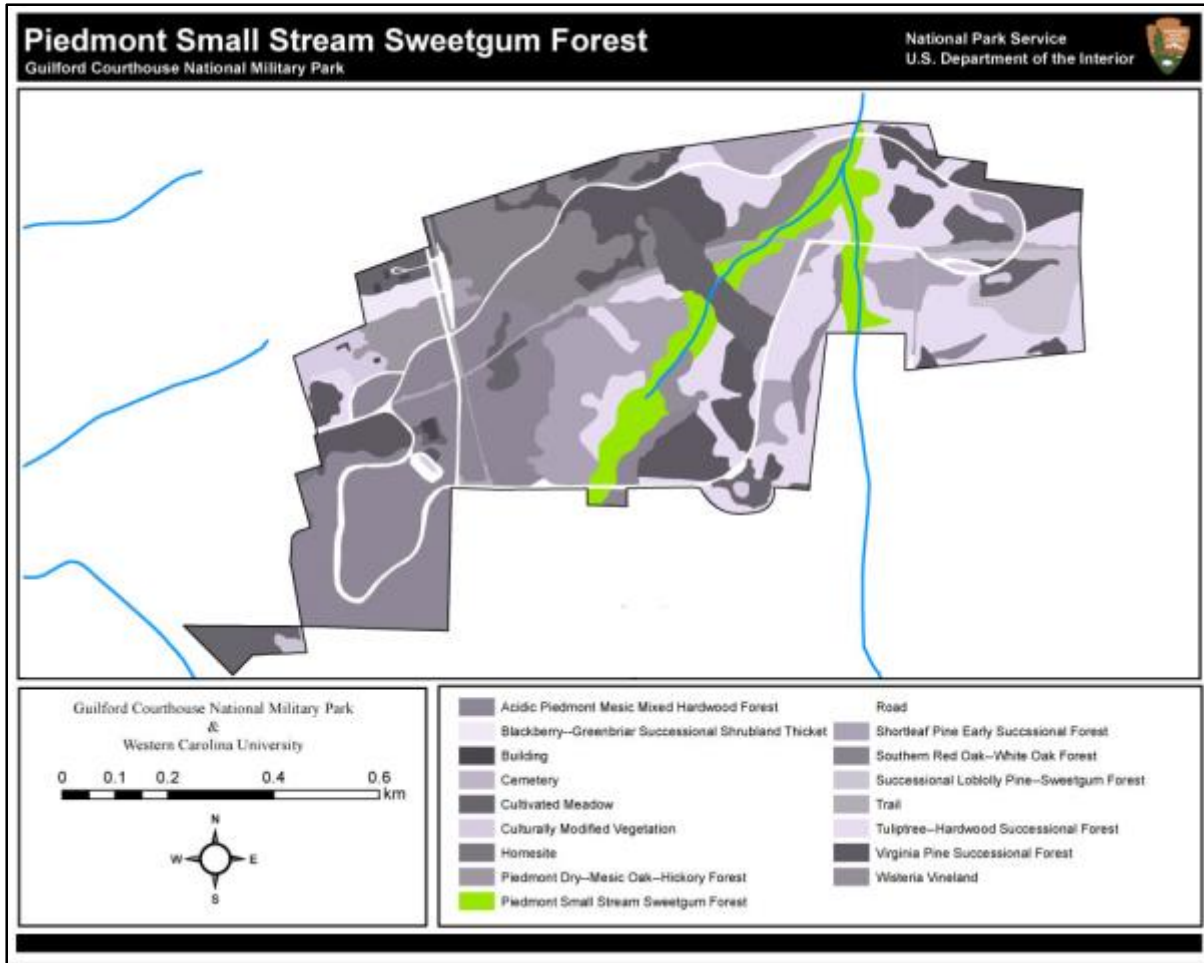 Piedmont Small Stream Sweetgum Forest
Guilford Courthouse National Military Park
National Park Service
U.S. Department of the Interior
Guilford Courthouse National Military Park
&
Western Carolina University
0 0.1 0.2 0.4 0.6
km
N
W E
S
Acidic Piedmont Mesic Mixed Hardwood Forest
Blackberry--Greenbriar Successional Shrubland Thicket
Building
Cemetery
Cultivated Meadow
Culturally Modified Vegetation
Homesite
Piedmont Dry--Mesic Oak--Hickory Forest
Piedmont Small Stream Sweetgum Forest
Road
Shortleaf Pine Early Succssional Forest
Southern Red Oak--White Oak Forest
Successional Loblolly Pine--Sweetgum Forest
Trail
Tuliptree--Hardwood Successional Forest
Virginia Pine Successional Forest
Wisteria Vineland